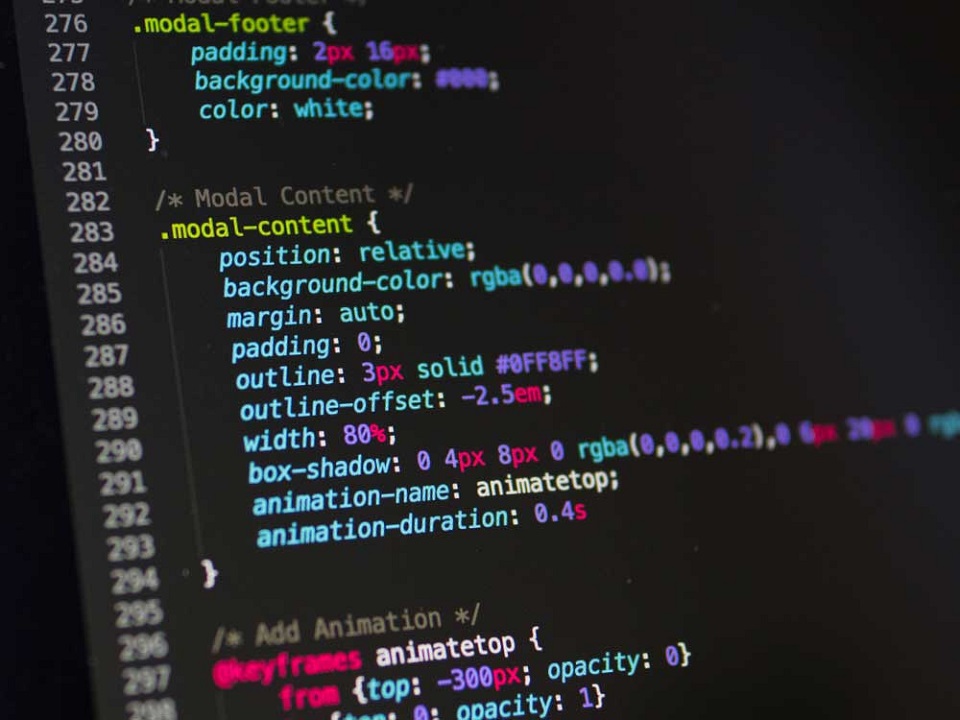 275 /* Modal Footer */
276 .modal-footer {
277 padding: 2px 16px;
278 background-color: #000;
279 color: white;
280 }
281
282 /* Modal Content */
283 .modal-content {
284 position: relative;
285 background-color: rgba(0,0,0,0.0);
286 margin: auto;
287 padding: 0;
288 outline: 3px solid #0FF8FF;
289 outline-offset: -2.5em;
290 width: 80%;
291 box-shadow: 0 4px 8px 0 rgba(0,0,0,0.2),0 6px 20px 0
292 animation-name: animatetop;
293 animation-duration: 0.4s
294 }
295
296 /* Add Animation */
297 @keyframes animatetop {
298 from {top: -300px; opacity: 0}
{top: 0; opacity: 1}